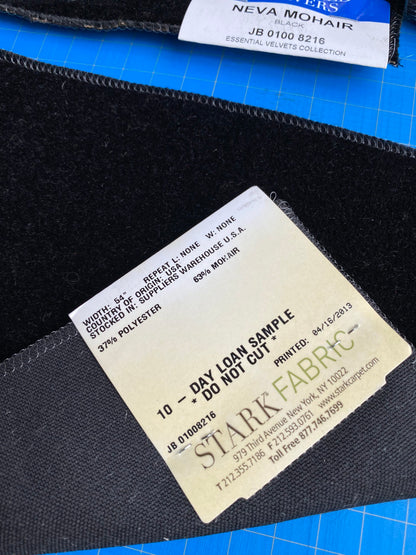 VERS
NEVA MOHAIR
BLACK
JB 0100 8216
ESSENTIAL VELVETS COLLECTION
WIDTH: 54" REPEAT L: NONE W: NONE
COUNTRY OF ORIGIN: USA
STOCKED IN: SUPPLIERS WAREHOUSE U.S.A.
37% POLYESTER 63% MOHAIR
10 - DAY LOAN SAMPLE
* DO NOT CUT *
JB 01008216 PRINTED: 04/16/2013
STARK FABRIC
979 Third Avenue New York, NY 10022
T 212.355.7186 F 212.593.0761 www.starkcarpet.com
Toll Free 877.746.7699